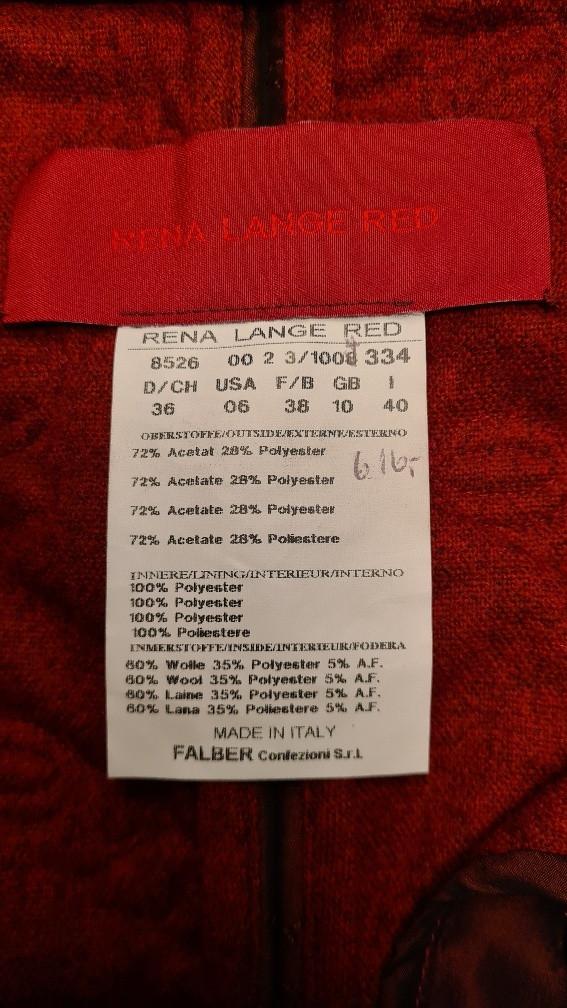 RENA LANGE RED
RENA LANGE RED
8526 00 2 3/1008 334
D/CH USA F/B GB I
36 06 38 10 40
OBERSTOFFE/OUTSIDE/EXTERNE/ESTERNO
72% Acetat 28% Polyester
616,-
72% Acetate 28% Polyester
72% Acetate 28% Polyester
72% Acetate 28% Poliestere
INNERE/LINING/INTERIEUR/INTERNO
100% Polyester
100% Polyester
100% Polyester
100% Poliestere
INMERSTOFFE/INSIDE/INTERIEUR/FODERA
60% Wolle 35% Polyester 5% A.F.
60% Wool 35% Polyester 5% A.F.
60% Laine 35% Polyester 5% A.F.
60% Lana 35% Poliestere 5% A.F.
MADE IN ITALY
FALBER Confezioni S.r.L